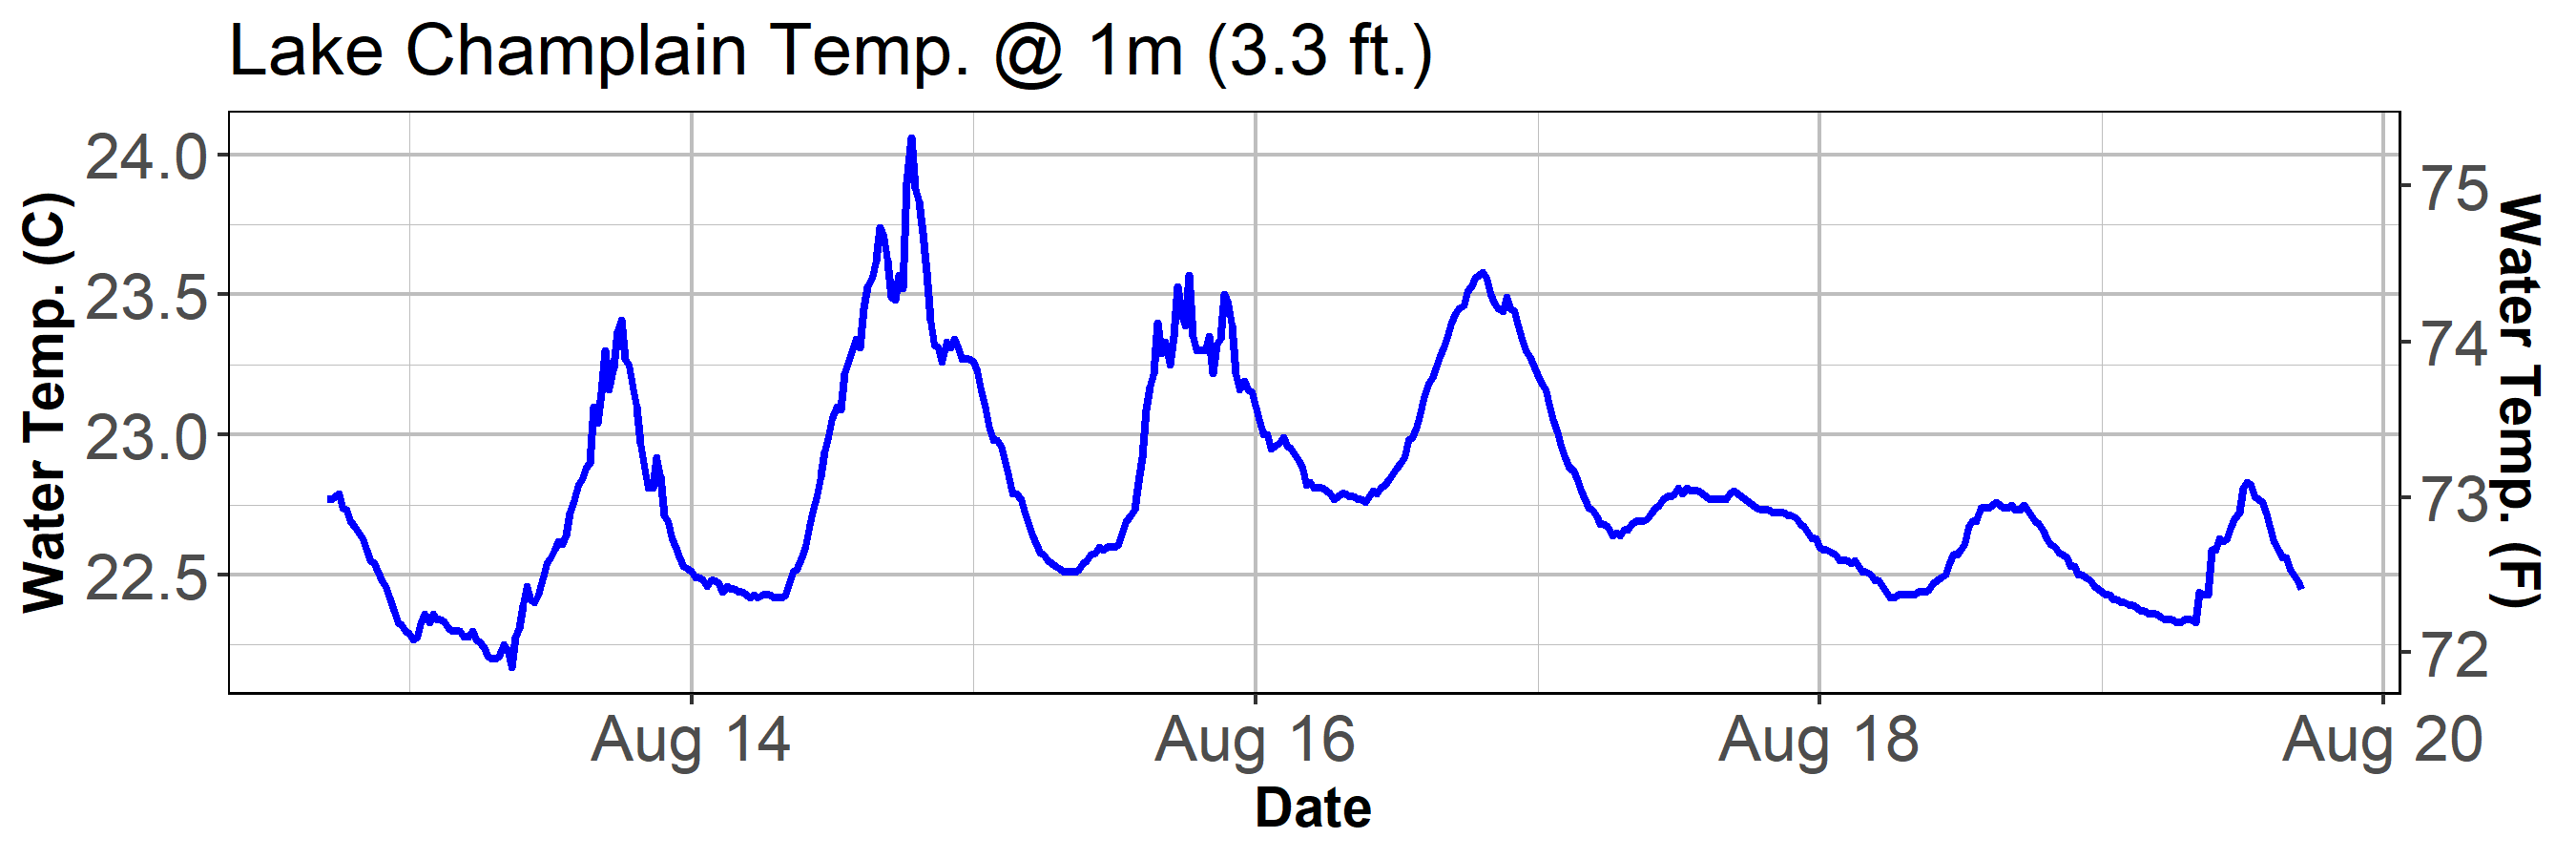 Lake Champlain Temp. @ 1m (3.3 ft.)
Water Temp. (C)
24.0
23.5
23.0
22.5
75
74
73
72
Water Temp. (F)
Aug 14
Aug 16
Aug 18
Aug 20
Date